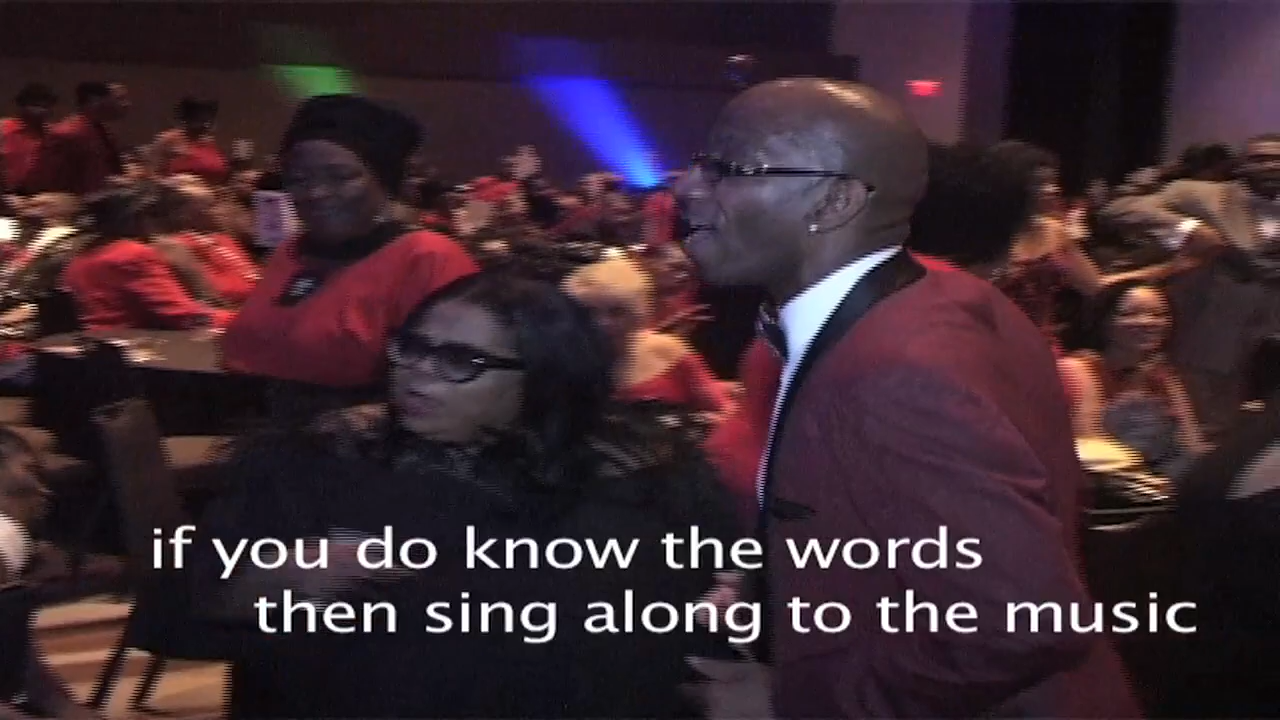 if you do know the words
then sing along to the music